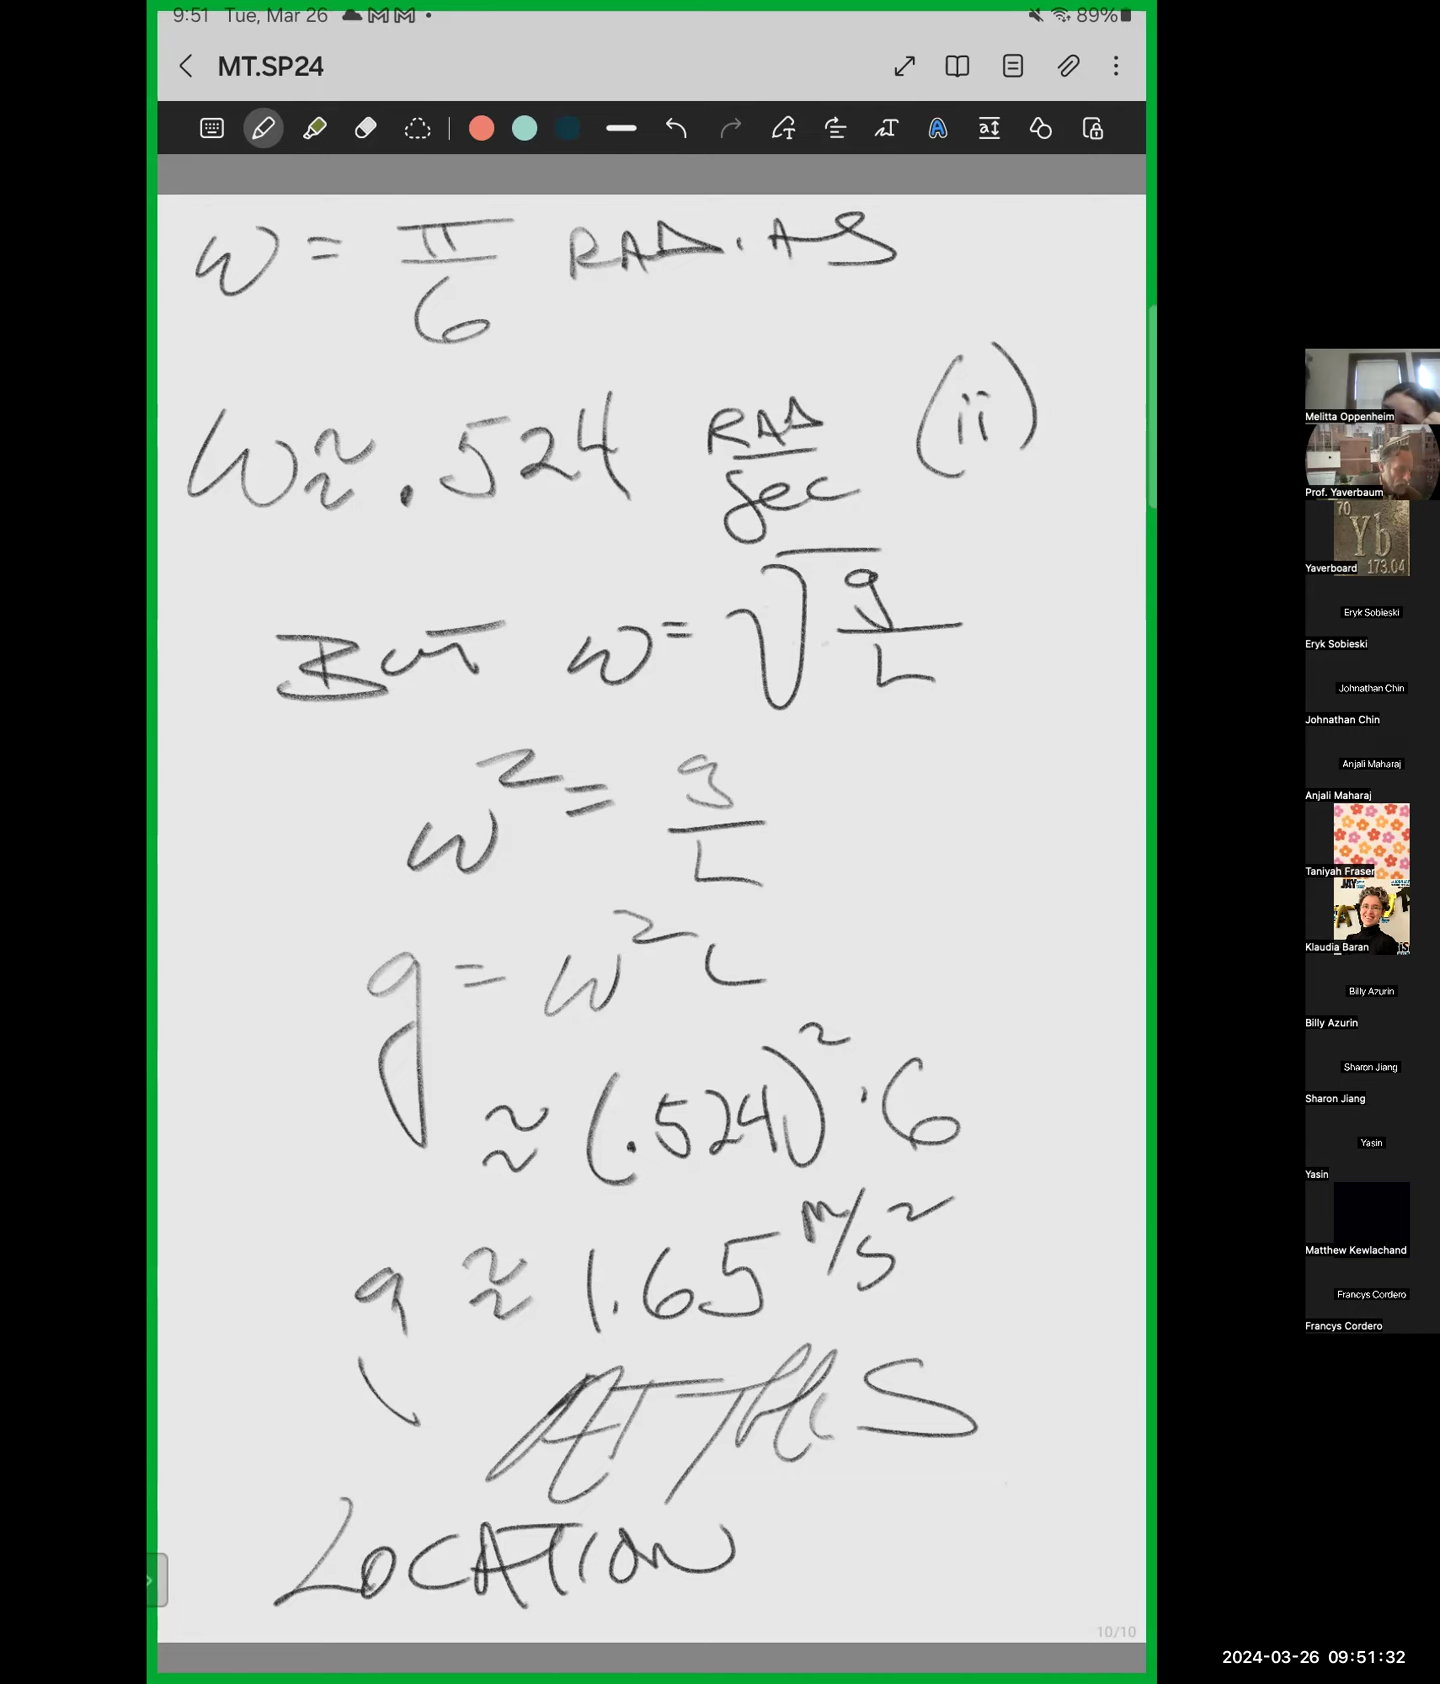 9:51 Tue, Mar 26 89%
MT.SP24
ω = π/6 RADIANS
ω ≈ .524 RAD/sec (ii)
BUT ω = √g/L
ω² = g/L
g = ω²L
≈ (.524)² · 6
g ≈ 1.65 m/s²
AT THIS
LOCATION
10/10
Melitta Oppenheim
Prof. Yaverbaum
70
Yb
173.04
Yaverboard
Eryk Sobieski
Eryk Sobieski
Johnathan Chin
Johnathan Chin
Anjali Maharaj
Anjali Maharaj
Taniyah Fraser
JAY
Klaudia Baran
Billy Azurin
Billy Azurin
Sharon Jiang
Sharon Jiang
Yasin
Yasin
Matthew Kewlachand
Francys Cordero
Francys Cordero
2024-03-26 09:51:32